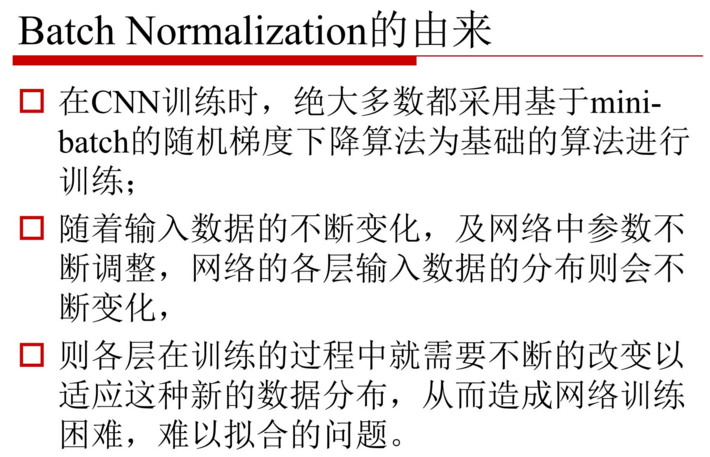 Batch Normalization的由来
在CNN训练时，绝大多数都采用基于mini-
batch的随机梯度下降算法为基础的算法进行
训练；
随着输入数据的不断变化，及网络中参数不
断调整，网络的各层输入数据的分布则会不
断变化，
则各层在训练的过程中就需要不断的改变以
适应这种新的数据分布，从而造成网络训练
困难，难以拟合的问题。